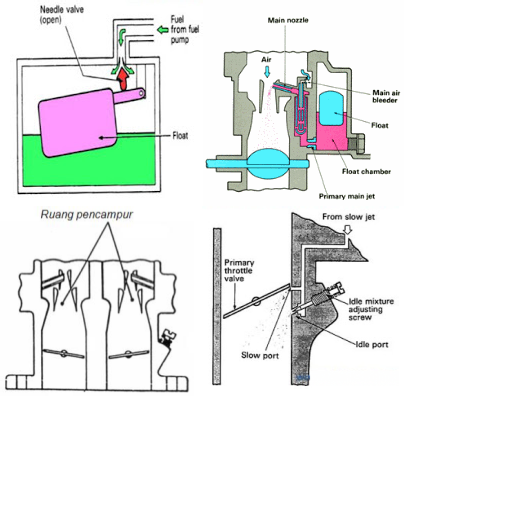 Needle valve
(open)
Fuel
from fuel
pump
Float
Main nozzle
Air
Main air
bleeder
Float
Float chamber
Primary main jet
Ruang pencampur
From slow jet
Primary
throttle
valve
Idle mixture
adjusting
screw
Slow port
Idle port